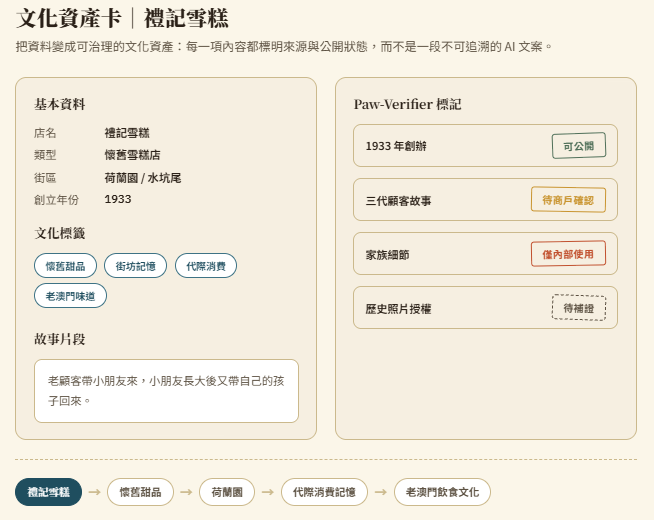 文化資產卡｜禮記雪糕
把資料變成可治理的文化資產：每一項內容都標明來源與公開狀態，而不是一段不可追溯的 AI 文案。
基本資料
店名 禮記雪糕
類型 懷舊雪糕店
街區 荷蘭園 / 水坑尾
創立年份 1933
文化標籤
懷舊甜品 街坊記憶 代際消費
老澳門味道
故事片段
老顧客帶小朋友來，小朋友長大後又帶自己的孩
子回來。
Paw-Verifier 標記
1933 年創辦 可公開
三代顧客故事 待商戶確認
家族細節 僅內部使用
歷史照片授權 待補證
禮記雪糕 → 懷舊甜品 → 荷蘭園 → 代際消費記憶 → 老澳門飲食文化